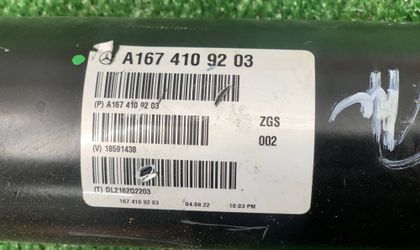 A167 410 92 03
(P) A167 410 92 03
ZGS
002
(V) 18591438
(T) DL216202203
167 410 92 03 04.08.22 10:03 PM